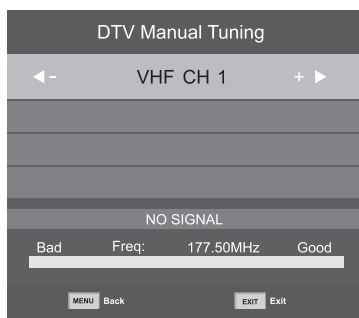 DTV Manual Tuning
- VHF CH 1 +
NO SIGNAL
Bad Freq: 177.50MHz Good
MENU Back EXIT Exit